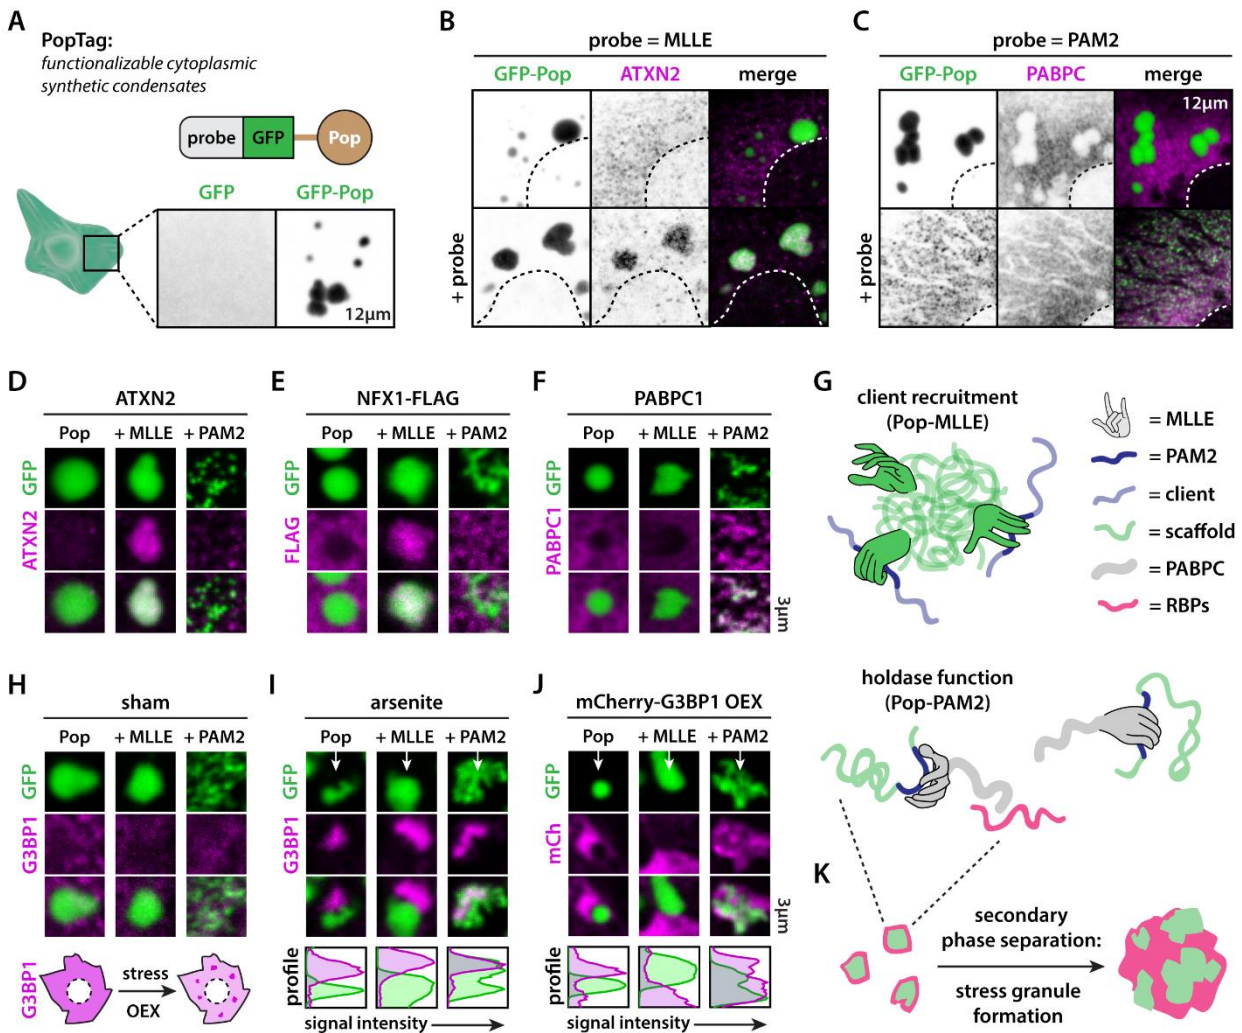 A
PopTag:
functionalizable cytoplasmic
synthetic condensates
probe GFP Pop
GFP GFP-Pop
12μm
B
probe = MLLE
GFP-Pop ATXN2 merge
+ probe
C
probe = PAM2
GFP-Pop PABPC merge
12μm
+ probe
D
ATXN2
Pop + MLLE + PAM2
GFP
ATXN2
E
NFX1-FLAG
Pop + MLLE + PAM2
GFP
FLAG
F
PABPC1
Pop + MLLE + PAM2
GFP
PABPC1
3μm
G
client recruitment
(Pop-MLLE)
= MLLE
= PAM2
= client
= scaffold
= PABPC
= RBPs
holdase function
(Pop-PAM2)
H
sham
Pop + MLLE + PAM2
GFP
G3BP1
G3BP1
stress
OEX
I
arsenite
Pop + MLLE + PAM2
GFP
G3BP1
profile
signal intensity
J
mCherry-G3BP1 OEX
Pop + MLLE + PAM2
GFP
mCh
3μm
profile
signal intensity
K
secondary
phase separation:
stress granule
formation